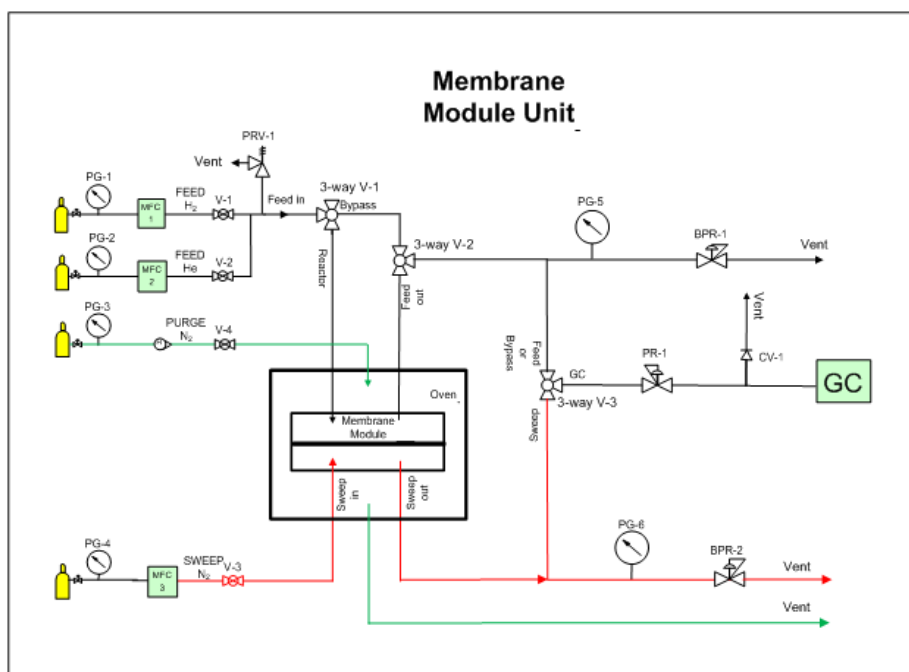 Membrane
Module Unit
PRV-1
Vent
PG-1
MFC
1
FEED
H2
V-1
Feed in
3-way V-1
Bypass
PG-2
MFC
2
FEED
He
V-2
Reactor
3-way V-2
Feed
out
PG-5
BPR-1
Vent
PG-3
PURGE
N2
V-4
Feed
or
Bypass
GC
3-way V-3
Sweep
PR-1
Vent
CV-1
GC
Oven
Membrane
Module
Sweep
in
Sweep
out
PG-4
MFC
3
SWEEP
N2
V-3
PG-6
BPR-2
Vent
Vent